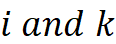 i and k